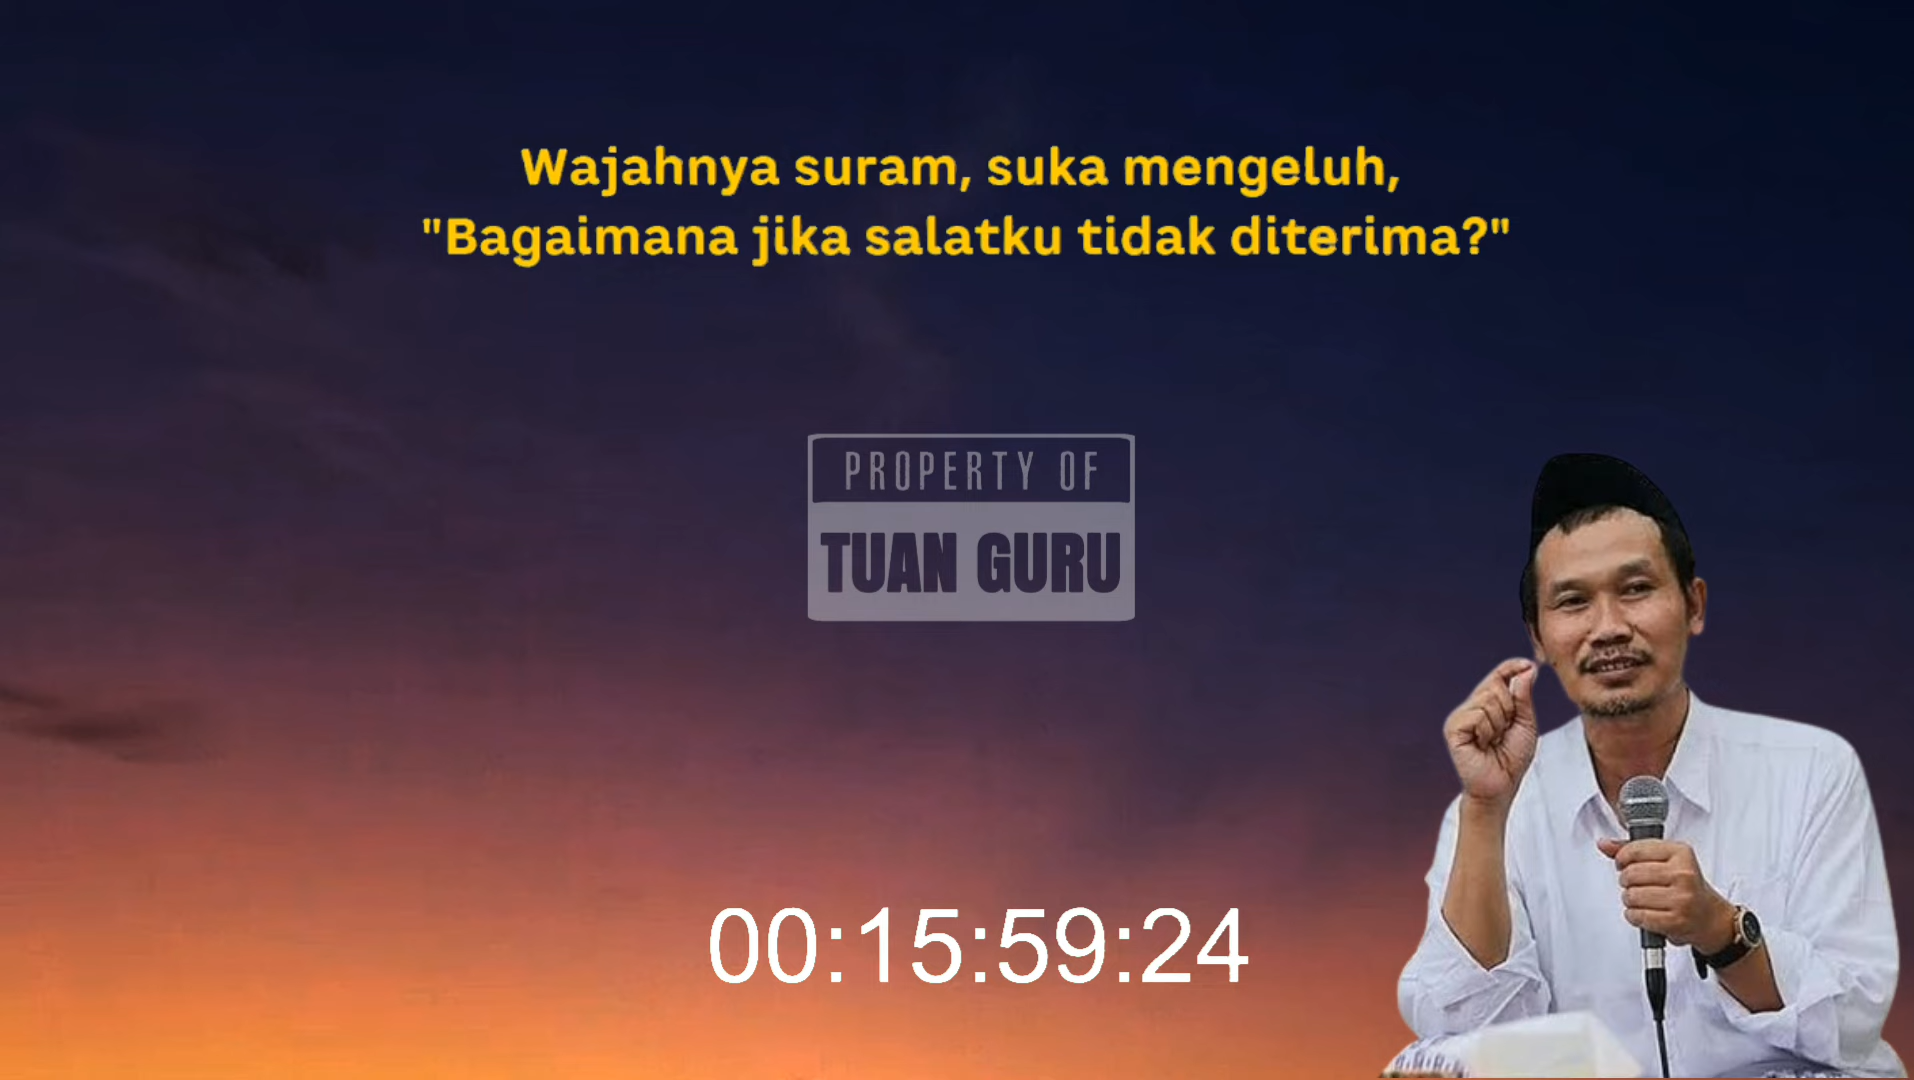 Wajahnya suram, suka mengeluh,
"Bagaimana jika salatku tidak diterima?"
PROPERTY OF
TUAN GURU
00:15:59:24